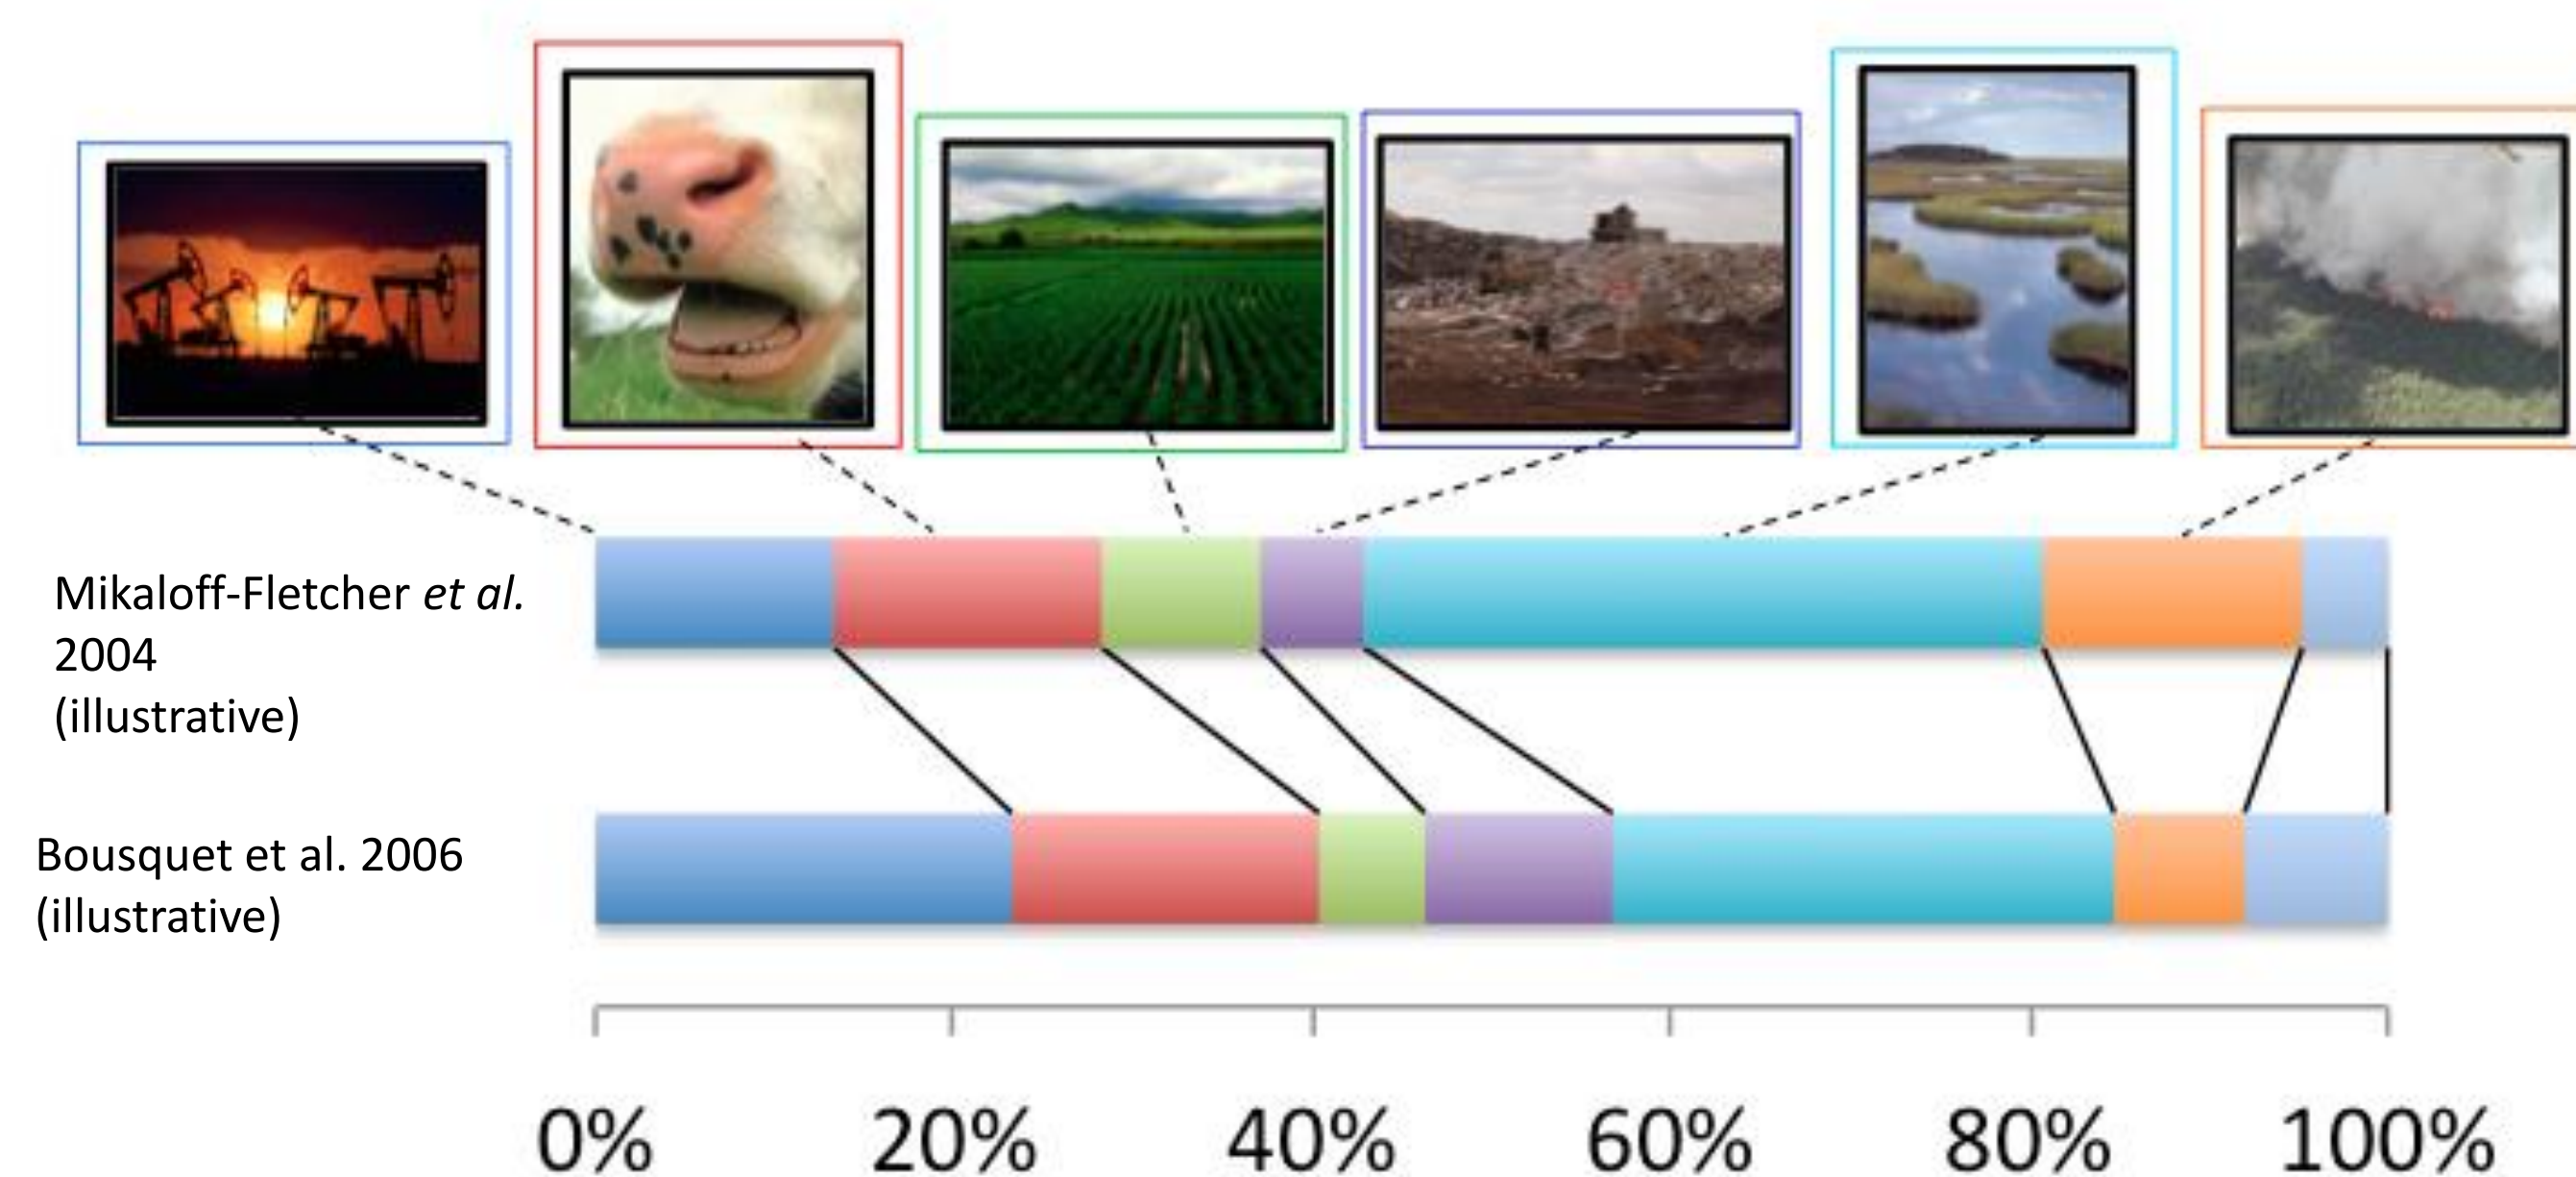 Mikaloff-Fletcher et al.
2004
(illustrative)
Bousquet et al. 2006
(illustrative)
0% 20% 40% 60% 80% 100%